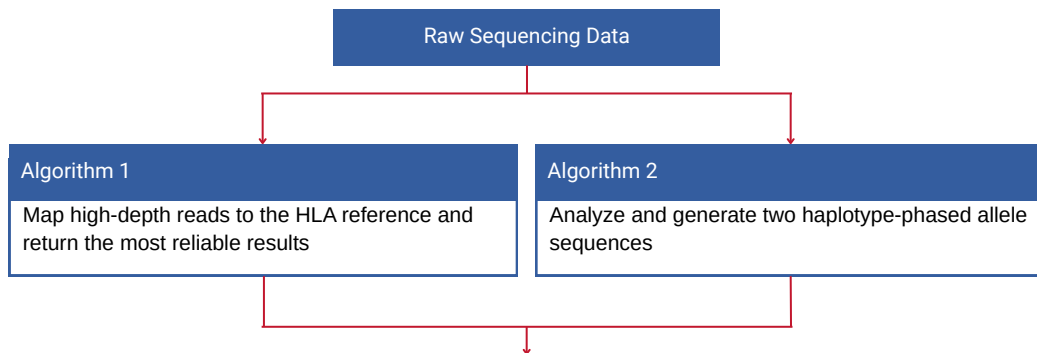 Raw Sequencing Data
Algorithm 1
Map high-depth reads to the HLA reference and
return the most reliable results
Algorithm 2
Analyze and generate two haplotype-phased allele
sequences